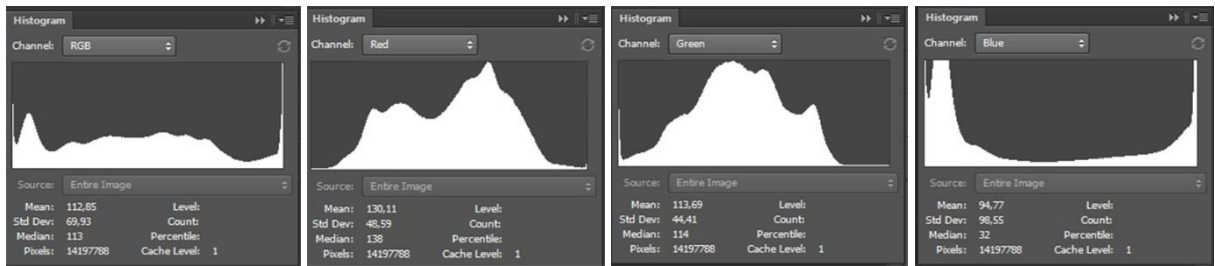 Histogram
Channel: RGB
Source: Entire Image
Mean: 112,85 Level:
Std Dev: 69,93 Count:
Median: 113 Percentile:
Pixels: 14197788 Cache Level: 1
Histogram
Channel: Red
Source: Entire Image
Mean: 130,11 Level:
Std Dev: 48,59 Count:
Median: 138 Percentile:
Pixels: 14197788 Cache Level: 1
Histogram
Channel: Green
Source: Entire Image
Mean: 113,69 Level:
Std Dev: 44,41 Count:
Median: 114 Percentile:
Pixels: 14197788 Cache Level: 1
Histogram
Channel: Blue
Source: Entire Image
Mean: 94,77 Level:
Std Dev: 98,55 Count:
Median: 32 Percentile:
Pixels: 14197788 Cache Level: 1